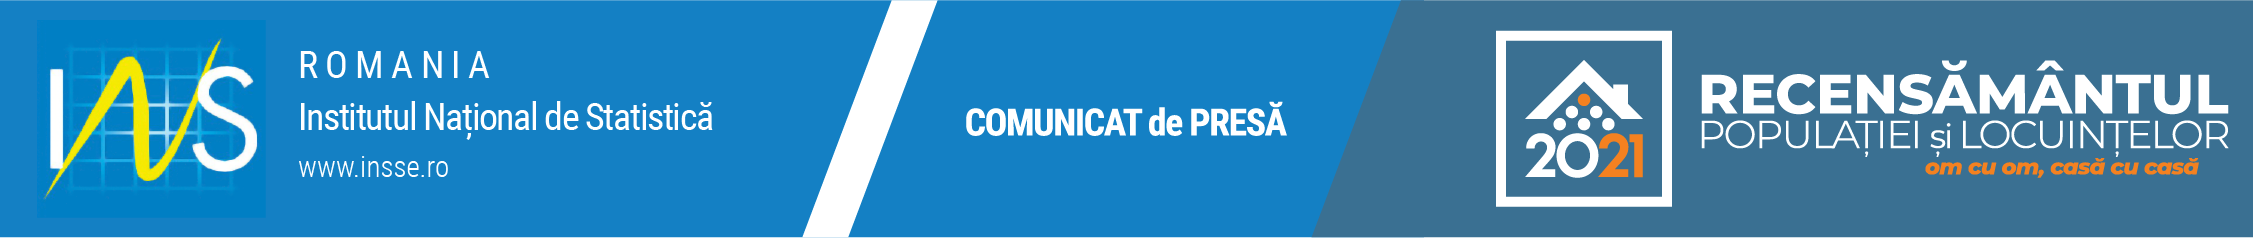 INS
ROMANIA
Institutul Național de Statistică
www.insse.ro
COMUNICAT de PRESĂ
2021
RECENSĂMÂNTUL
POPULAȚIEI și LOCUINȚELOR
om cu om, casă cu casă